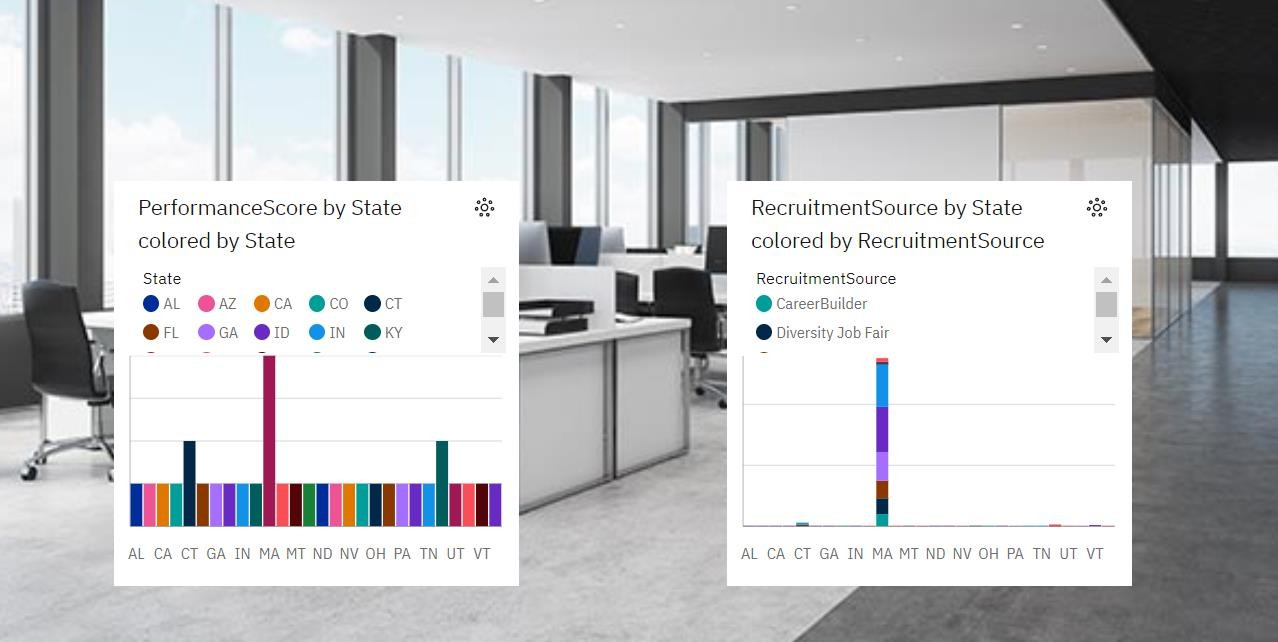 PerformanceScore by State
colored by State
State
AL AZ CA CO CT
FL GA ID IN KY
AL CA CT GA IN MA MT ND NV OH PA TN UT VT
RecruitmentSource by State
colored by RecruitmentSource
RecruitmentSource
CareerBuilder
Diversity Job Fair
AL CA CT GA IN MA MT ND NV OH PA TN UT VT